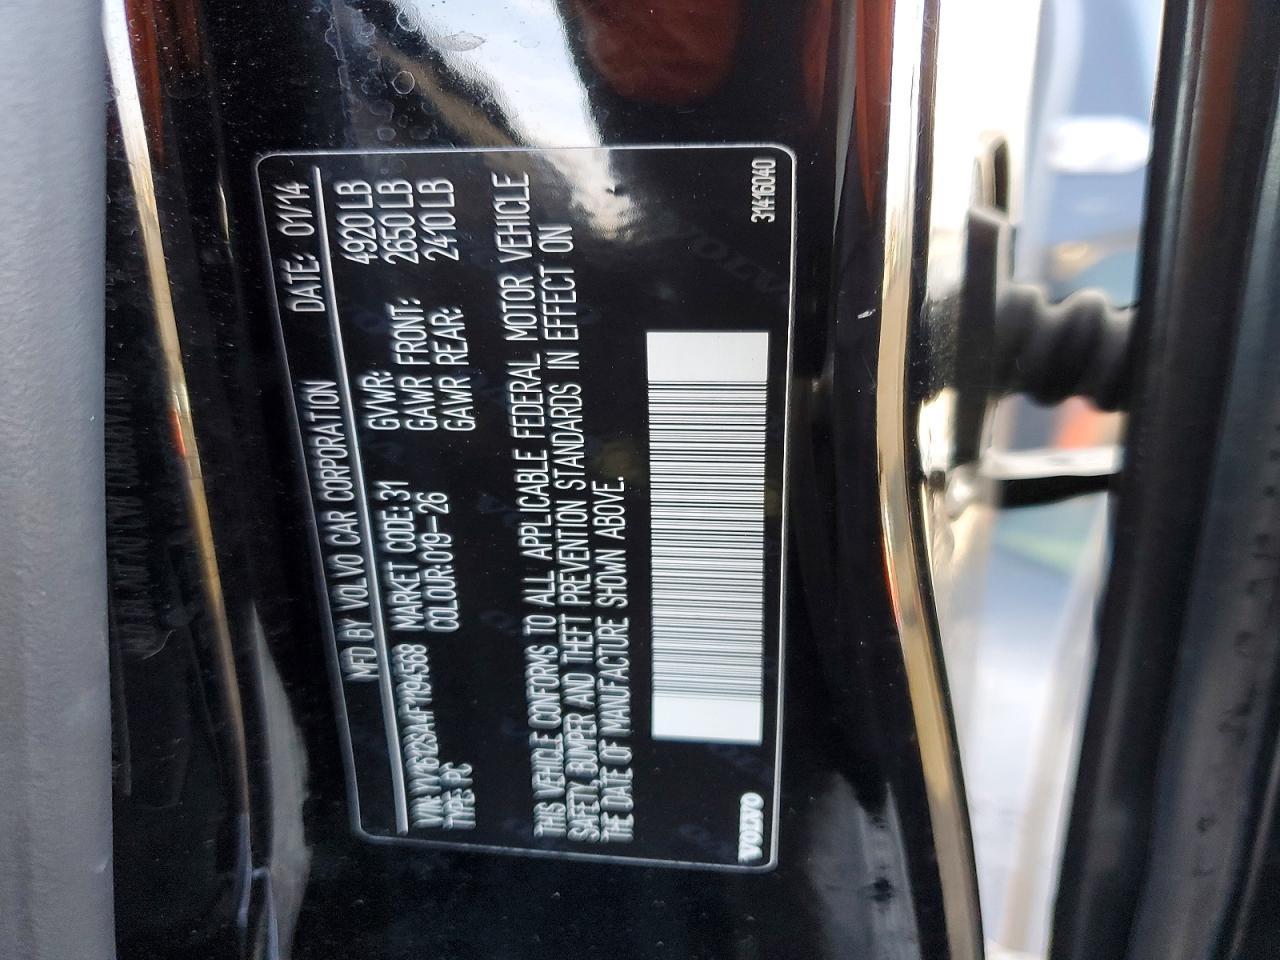 MFD BY VOLVO CAR CORPORATION DATE: 01/14
GVWR: 4920 LB
MARKET CODE: 31 GAWR FRONT: 2650 LB
COLOUR: 019-26 GAWR REAR: 2410 LB
VIN
TYPE: PC
THIS VEHICLE CONFORMS TO ALL APPLICABLE FEDERAL MOTOR VEHICLE
SAFETY, BUMPER AND THEFT PREVENTION STANDARDS IN EFFECT ON
THE DATE OF MANUFACTURE SHOWN ABOVE.
VOLVO
31416040